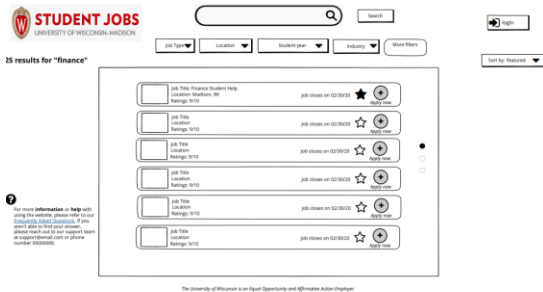 STUDENT JOBS
UNIVERSITY OF WISCONSIN-MADISON
Search
login
Job Type
Location
Student year
Industry
More filters
25 results for "finance"
Sort by: Featured
Job Title: Finance Student Help
Location: Madison, WI
Ratings: 9/10
Job closes on 02/30/20
Apply now
Job Title
Location
Ratings: 9/10
Job closes on 02/30/20
Apply now
Job Title
Location
Ratings: 9/10
Job closes on 02/30/20
Apply now
Job Title
Location
Ratings: 9/10
Job closes on 02/30/20
Apply now
Job Title
Location
Ratings: 9/10
Job closes on 02/30/20
Apply now
Job Title
Location
Ratings: 9/10
Job closes on 02/30/20
Apply now
?
For more information or help with
using the website, please refer to our
Frequently Asked Questions. If you
aren't able to find your answer,
please reach out to our support team
at support@email.com or phone
number 00000000.
The University of Wisconsin is an Equal Opportunity and Affirmative Action Employer.